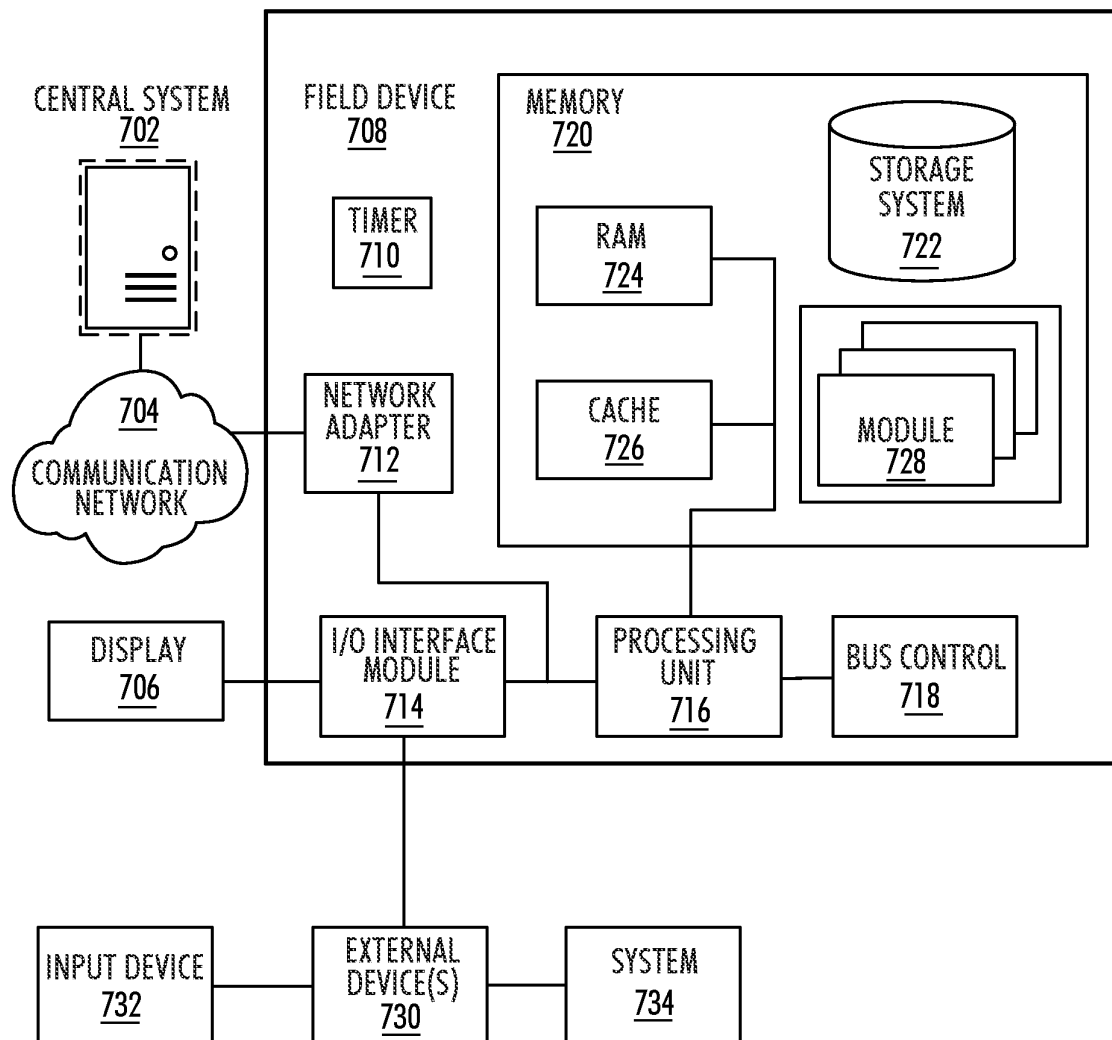 CENTRAL SYSTEM
702
FIELD DEVICE
708
MEMORY
720
STORAGE
SYSTEM
722
TIMER
710
RAM
724
704
COMMUNICATION
NETWORK
NETWORK
ADAPTER
712
CACHE
726
MODULE
728
DISPLAY
706
I/O INTERFACE
MODULE
714
PROCESSING
UNIT
716
BUS CONTROL
718
INPUT DEVICE
732
EXTERNAL
DEVICE(S)
730
SYSTEM
734